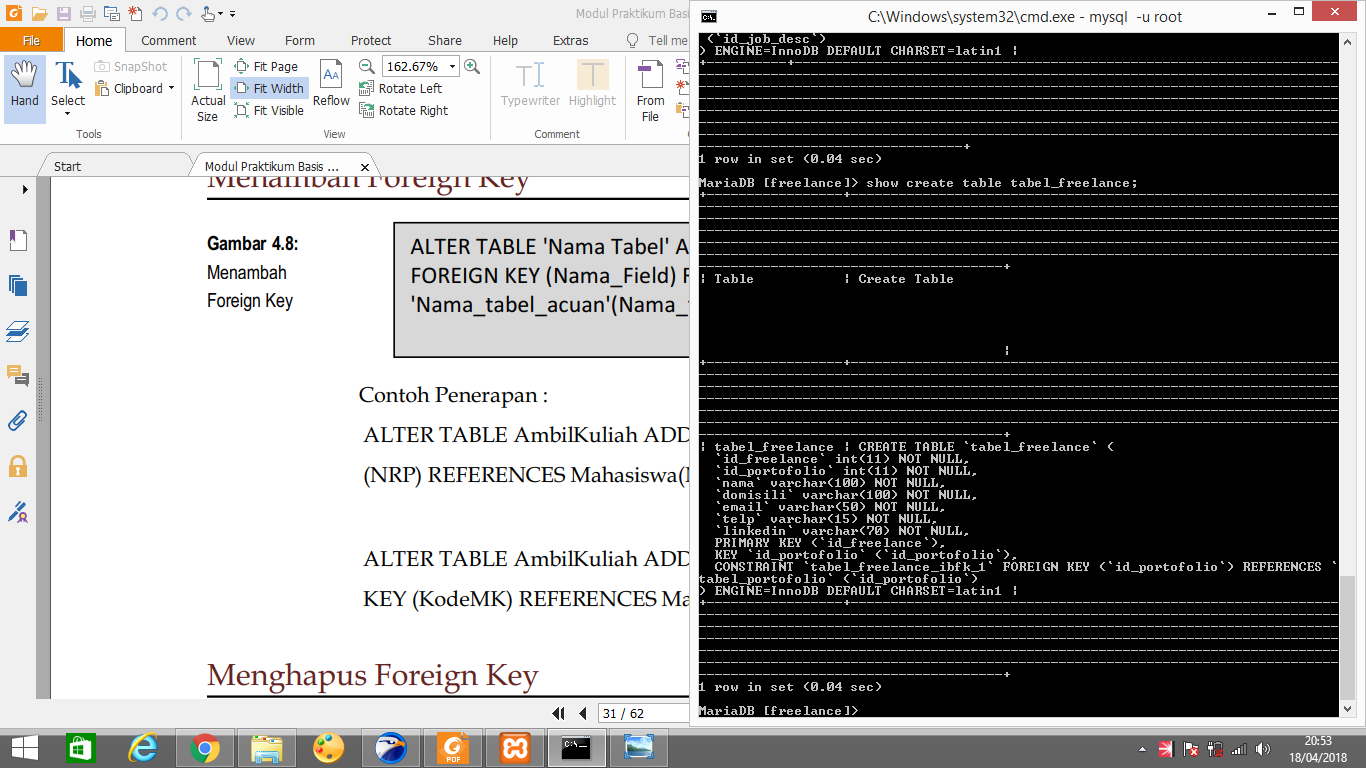 Modul Praktikum Basi
File
Home
Comment
View
Form
Protect
Share
Help
Extras
Tell me
Hand
Select
SnapShot
Clipboard
Tools
Actual
Size
Fit Page
Fit Width
Fit Visible
Reflow
162.67%
Rotate Left
Rotate Right
View
Typewriter
Highlight
Comment
From
File
C
Start
Modul Praktikum Basis ...
Menambah Foreign Key
Gambar 4.8:
Menambah
Foreign Key
ALTER TABLE 'Nama Tabel' A
FOREIGN KEY (Nama_Field)
'Nama_tabel_acuan'(Nama_
Contoh Penerapan :
ALTER TABLE AmbilKuliah ADD
(NRP) REFERENCES Mahasiswa(
ALTER TABLE AmbilKuliah ADD
KEY (KodeMK) REFERENCES Ma
Menghapus Foreign Key
31 / 62
C:\Windows\system32\cmd.exe - mysql -u root
(`id_job_desc`)
) ENGINE=InnoDB DEFAULT CHARSET=latin1 |
1 row in set (0.04 sec)
MariaDB [freelance]> show create table tabel_freelance;
| Table | Create Table
|
| tabel_freelance | CREATE TABLE `tabel_freelance` (
`id_freelance` int(11) NOT NULL,
`id_portofolio` int(11) NOT NULL,
`nama` varchar(100) NOT NULL,
`domisili` varchar(100) NOT NULL,
`email` varchar(50) NOT NULL,
`telp` varchar(15) NOT NULL,
`linkedin` varchar(70) NOT NULL,
PRIMARY KEY (`id_freelance`),
KEY `id_portofolio` (`id_portofolio`),
CONSTRAINT `tabel_freelance_ibfk_1` FOREIGN KEY (`id_portofolio`) REFERENCES `
tabel_portofolio` (`id_portofolio`)
) ENGINE=InnoDB DEFAULT CHARSET=latin1 |
1 row in set (0.04 sec)
MariaDB [freelance]>
PDF
20:53
18/04/2018